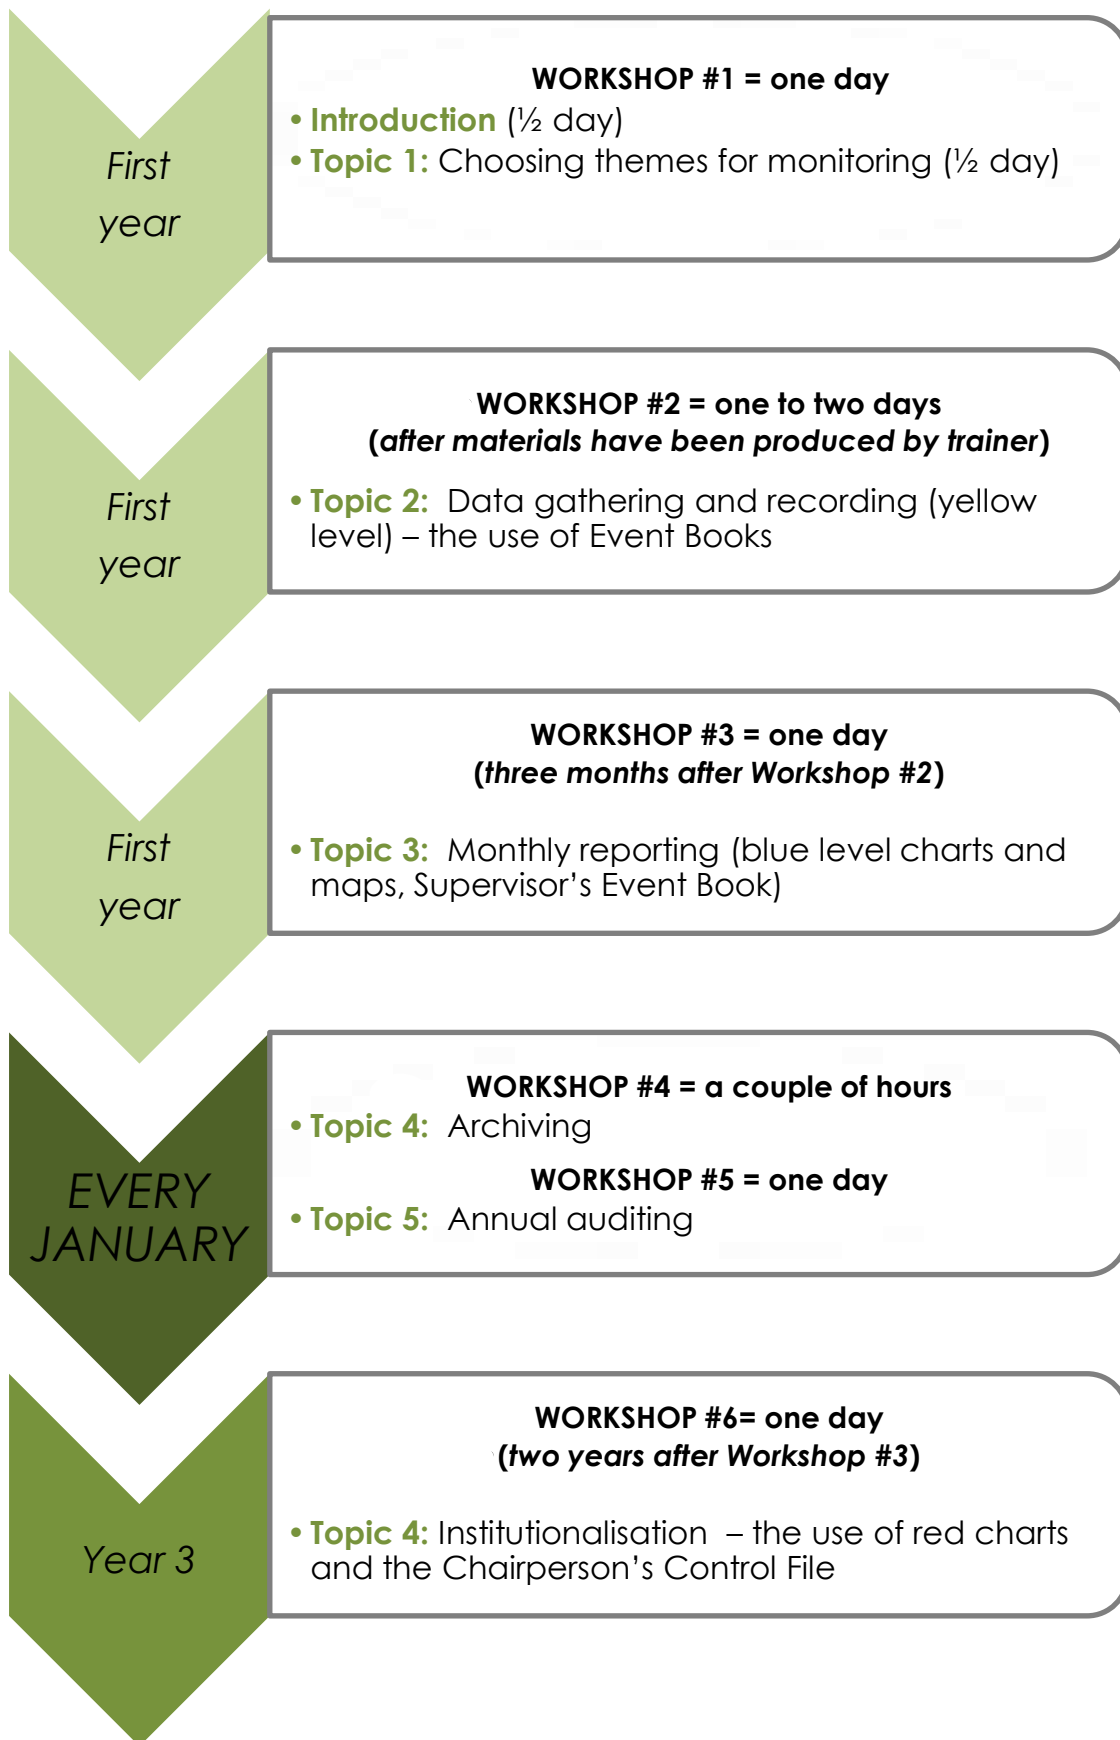 First
year
WORKSHOP #1 = one day
• Introduction (½ day)
• Topic 1: Choosing themes for monitoring (½ day)
First
year
WORKSHOP #2 = one to two days
(after materials have been produced by trainer)
• Topic 2: Data gathering and recording (yellow
level) – the use of Event Books
First
year
WORKSHOP #3 = one day
(three months after Workshop #2)
• Topic 3: Monthly reporting (blue level charts and
maps, Supervisor’s Event Book)
EVERY
JANUARY
WORKSHOP #4 = a couple of hours
• Topic 4: Archiving
WORKSHOP #5 = one day
• Topic 5: Annual auditing
Year 3
WORKSHOP #6= one day
(two years after Workshop #3)
• Topic 4: Institutionalisation – the use of red charts
and the Chairperson’s Control File